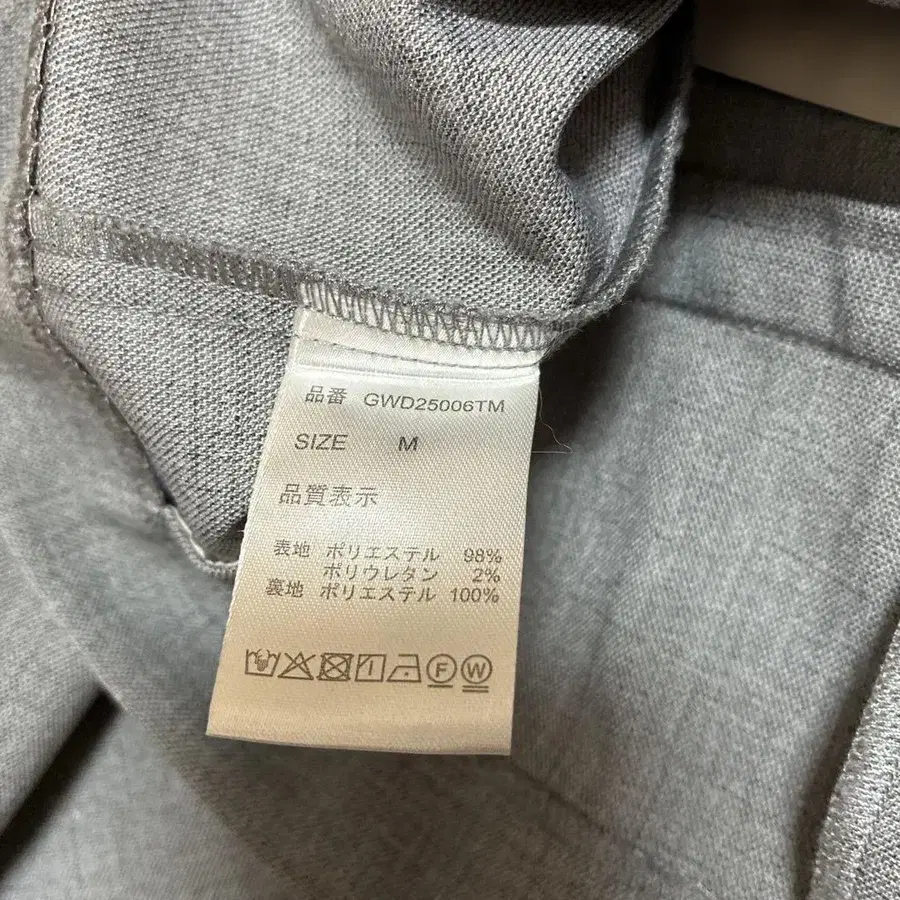 品番 GWD25006TM
SIZE M
品質表示
表地 ポリエステル 98%
ポリウレタン 2%
裏地 ポリエステル 100%
F W